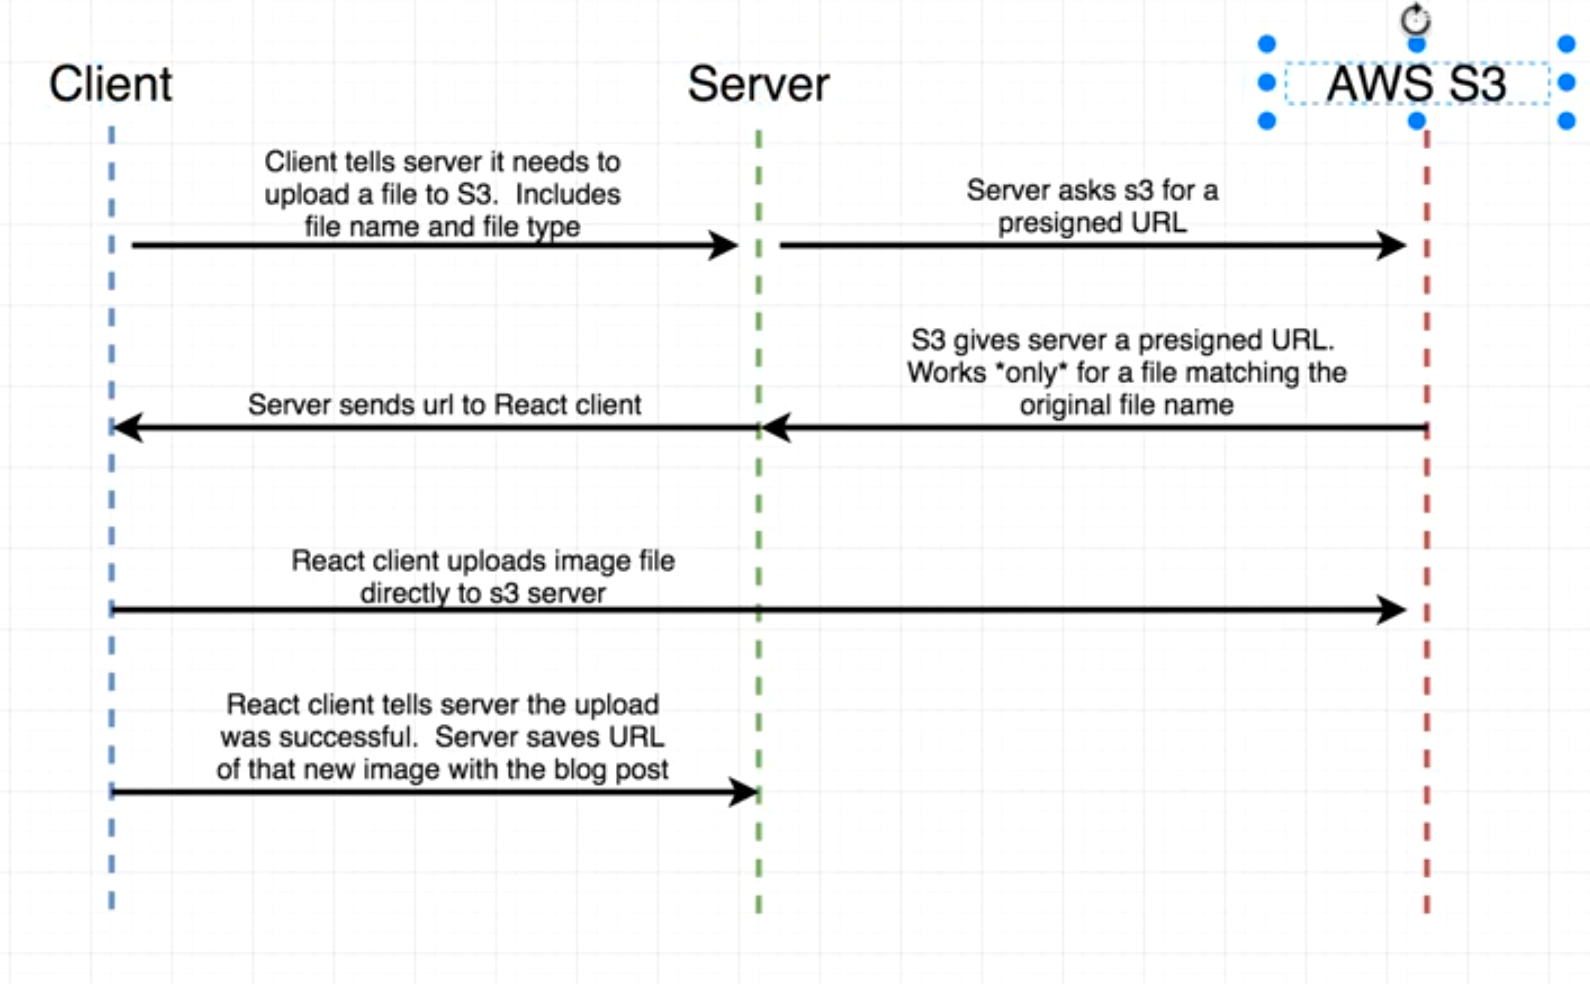 Client
Server
AWS S3
Client tells server it needs to
upload a file to S3.  Includes
file name and file type
Server asks s3 for a
presigned URL
S3 gives server a presigned URL.
Works *only* for a file matching the
original file name
Server sends url to React client
React client uploads image file
directly to s3 server
React client tells server the upload
was successful.  Server saves URL
of that new image with the blog post